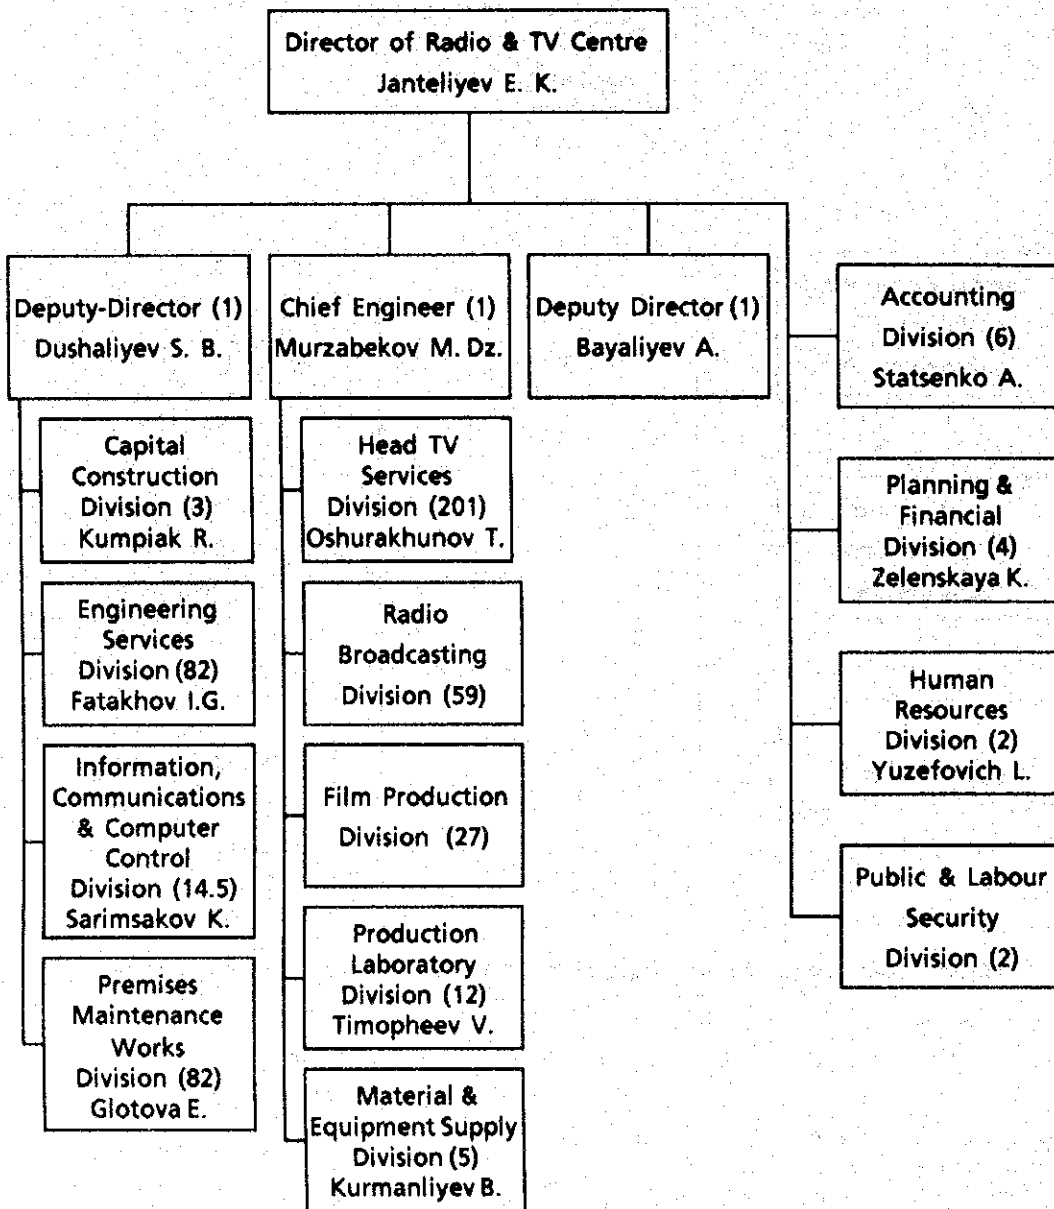 Director of Radio & TV Centre
Janteliyev E. K.
Deputy-Director (1)
Dushaliyev S. B.
Capital
Construction
Division (3)
Kumpiak R.
Engineering
Services
Division (82)
Fatakhov I.G.
Information,
Communications
& Computer
Control
Division (14.5)
Sarimsakov K.
Premises
Maintenance
Works
Division (82)
Glotova E.
Chief Engineer (1)
Murzabekov M. Dz.
Head TV
Services
Division (201)
Oshurakhunov T.
Radio
Broadcasting
Division (59)
Film Production
Division (27)
Production
Laboratory
Division (12)
Timopheev V.
Material &
Equipment Supply
Division (5)
Kurmanliyev B.
Deputy Director (1)
Bayaliyev A.
Accounting
Division (6)
Statsenko A.
Planning &
Financial
Division (4)
Zelenskaya K.
Human
Resources
Division (2)
Yuzefovich L.
Public & Labour
Security
Division (2)